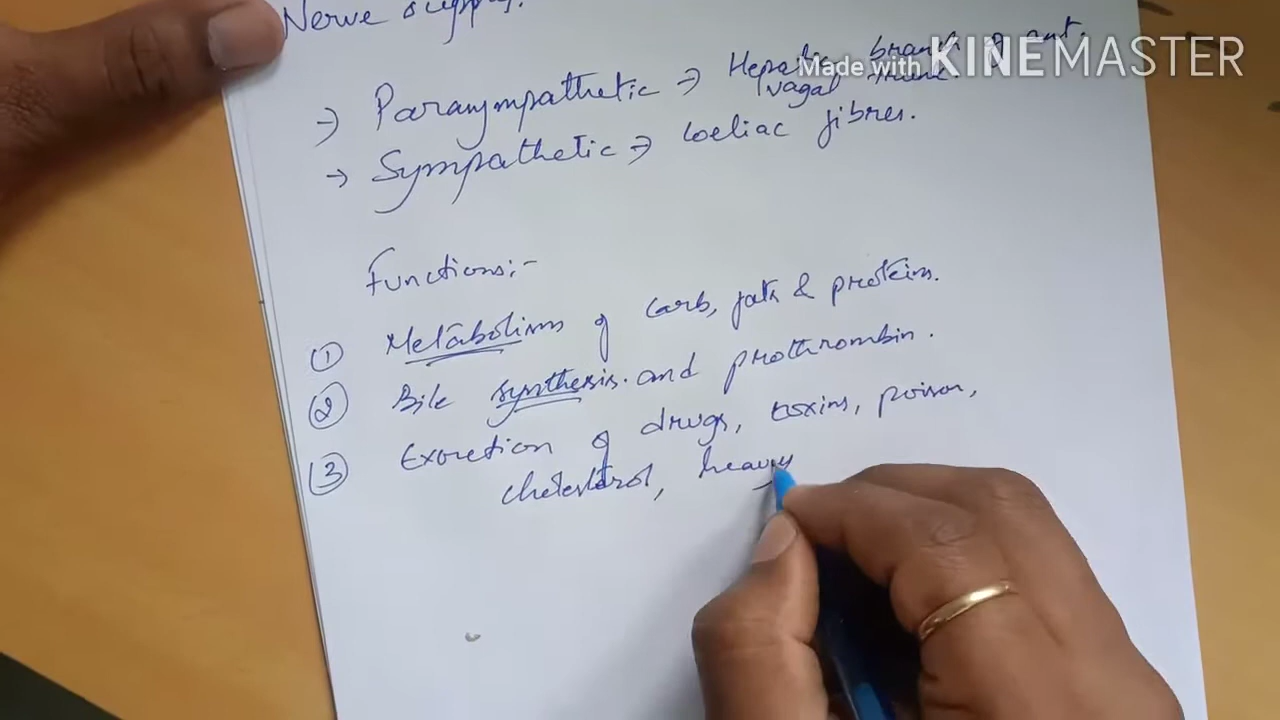 Nerve supply:
→ Parasympathetic → Hepatic branch of ant.
vagal trunk
Made with KINEMASTER
→ Sympathetic → Coeliac fibres.
Functions:-
① Metabolism of carb, fats & proteins.
② Bile synthesis. and prothrombin.
③ Excretion of drugs, toxins, poison,
cholesterol, heavy